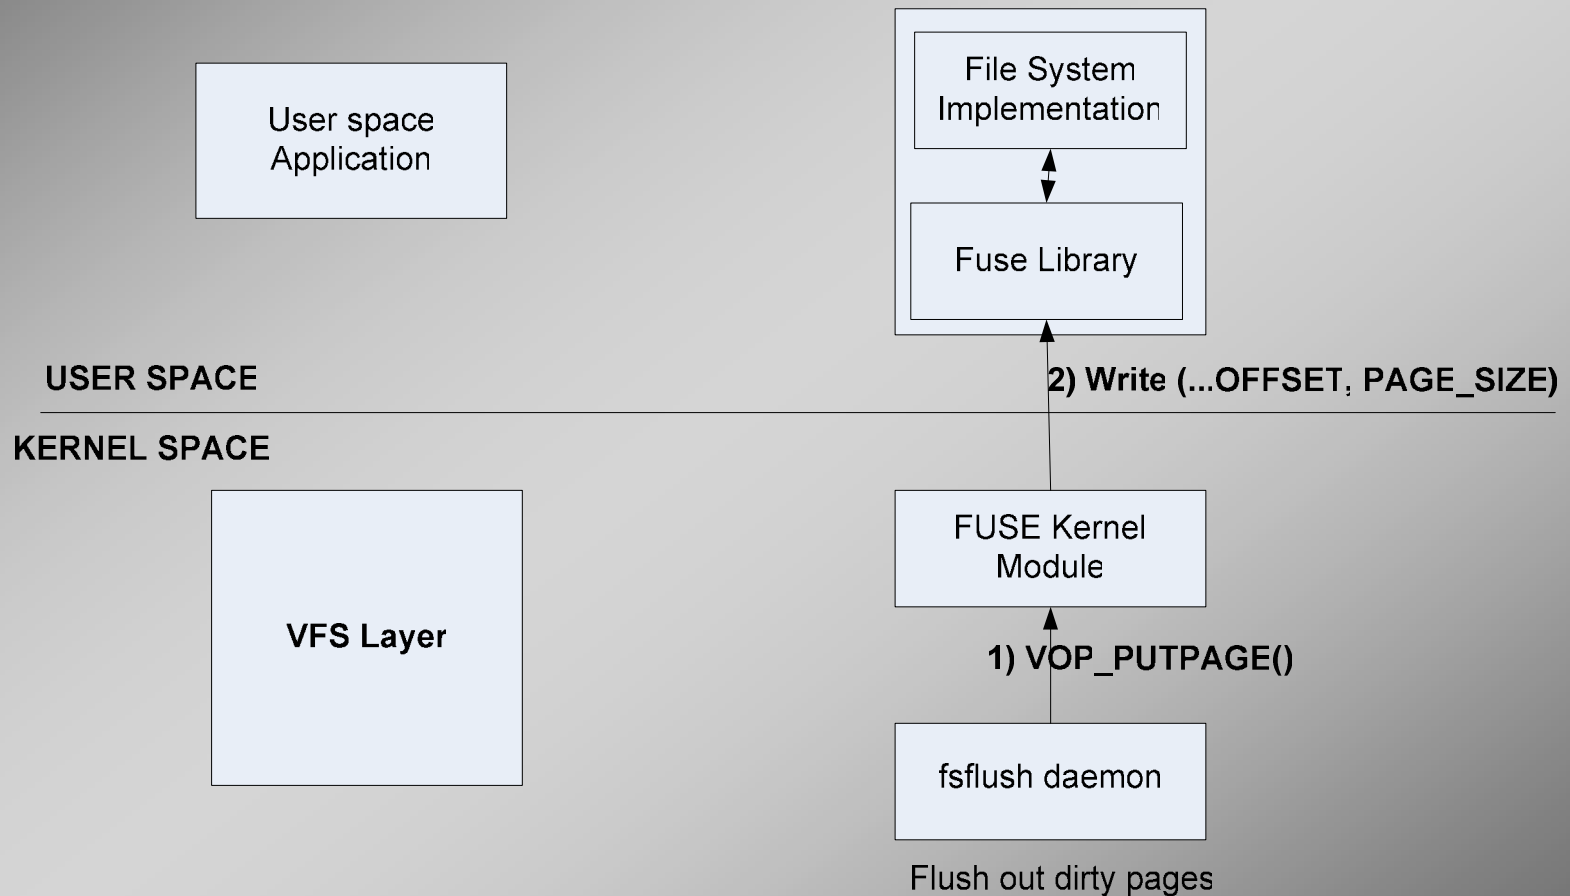 File System
Implementation
User space
Application
Fuse Library
USER SPACE
2) Write (...OFFSET, PAGE_SIZE)
KERNEL SPACE
FUSE Kernel
Module
VFS Layer
1) VOP_PUTPAGE()
fsflush daemon
Flush out dirty pages